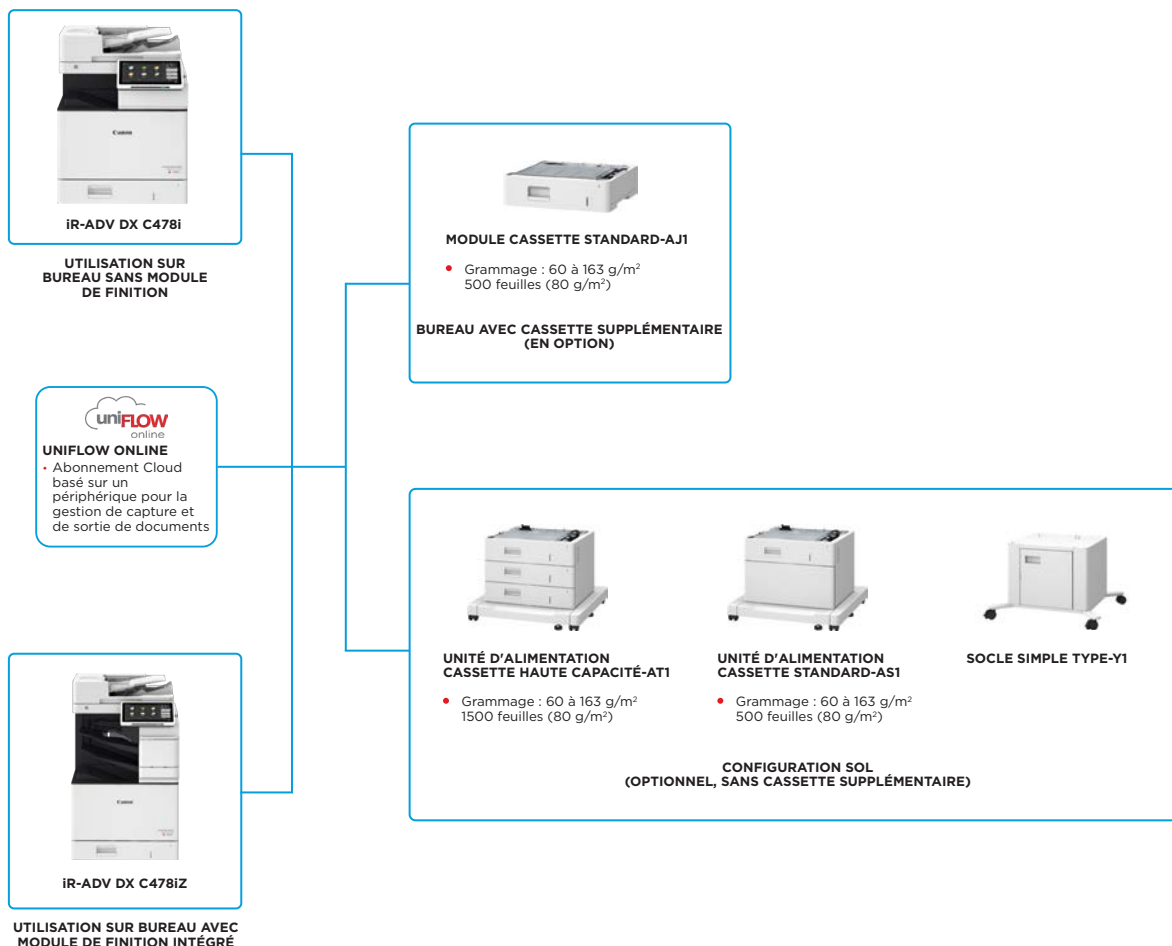 Canon
iR-ADV DX C478i
UTILISATION SUR
BUREAU SANS MODULE
DE FINITION
MODULE CASSETTE STANDARD-AJ1
• Grammage : 60 à 163 g/m²
500 feuilles (80 g/m²)
BUREAU AVEC CASSETTE SUPPLÉMENTAIRE
(EN OPTION)
uniFLOW
online
UNIFLOW ONLINE
• Abonnement Cloud
basé sur un
périphérique pour la
gestion de capture et
de sortie de documents
UNITÉ D'ALIMENTATION
CASSETTE HAUTE CAPACITÉ-AT1
• Grammage : 60 à 163 g/m²
1500 feuilles (80 g/m²)
UNITÉ D'ALIMENTATION
CASSETTE STANDARD-AS1
• Grammage : 60 à 163 g/m²
500 feuilles (80 g/m²)
SOCLE SIMPLE TYPE-Y1
CONFIGURATION SOL
(OPTIONNEL, SANS CASSETTE SUPPLÉMENTAIRE)
Canon
iR-ADV DX C478iZ
UTILISATION SUR BUREAU AVEC
MODULE DE FINITION INTÉGRÉ